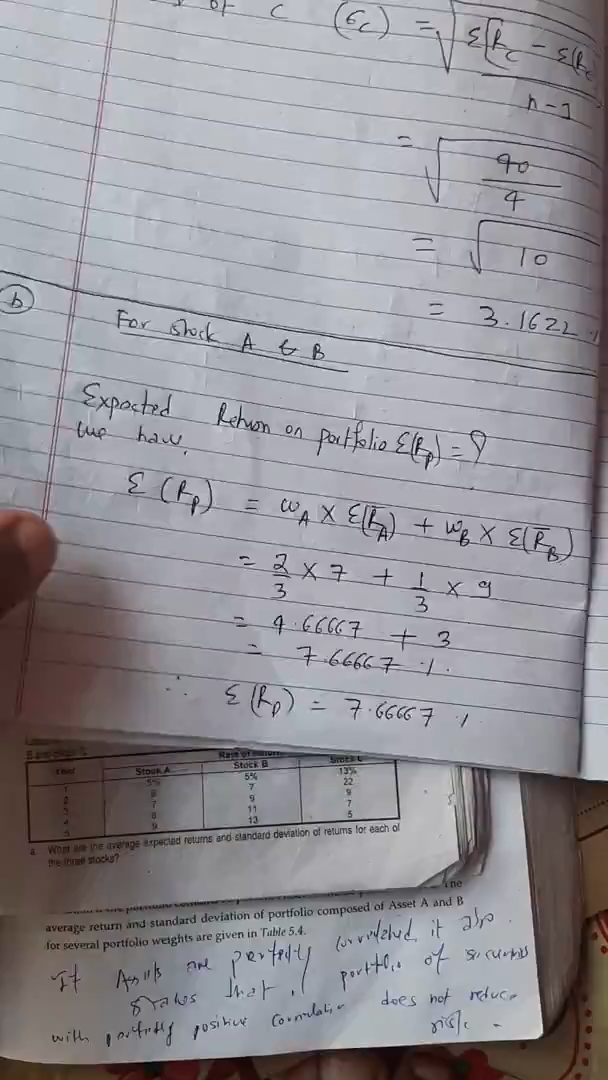 of C (σc) = √ Σ[Rc - Σ(Rc
n-1
= √ 40
4
= √ 10
= 3.1622 %
(b) For stock A & B
Expected Return on portfolio Σ(Rp) = ?
we have,
Σ(Rp) = wA × Σ(R̄A) + wB × Σ(R̄B)
= 2/3 × 7 + 1/3 × 9
= 4.66667 + 3
= 7.66667 %
∴ Σ(Rp) = 7.66667 %
Year Stock A Stock B Stock C
1 5% 5% 13%
2 6 7 22
3 7 9 9
4 8 11 7
5 9 13 5
a. What are the average expected returns and standard deviation of returns for each of
the three stocks?
average return and standard deviation of portfolio composed of Asset A and B
for several portfolio weights are given in Table 5.4.
If Assets are perfectly correlated it also
states that, portfolio of securities
with perfectly positive correlation does not reduce
risk.